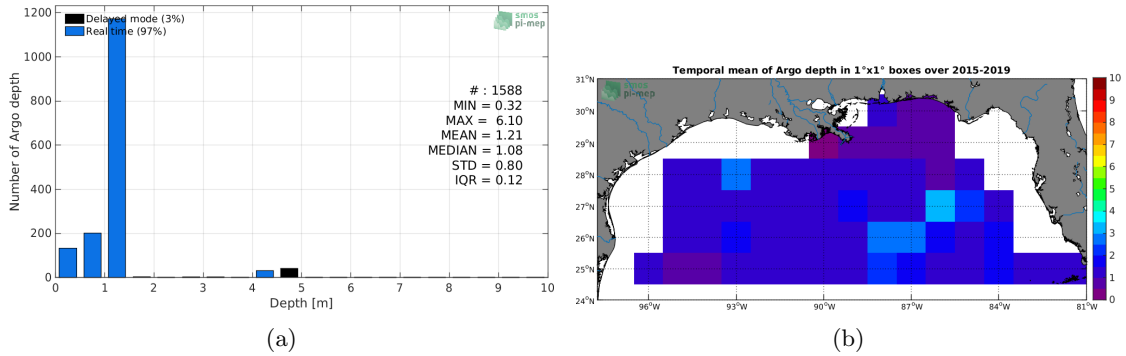 Delayed mode (3%)
Real time (97%)
smos
pi-mep
# : 1588
MIN = 0.32
MAX = 6.10
MEAN = 1.21
MEDIAN = 1.08
STD = 0.80
IQR = 0.12
Number of Argo depth
1200
1000
800
600
400
200
0
0 1 2 3 4 5 6 7 8 9 10
Depth [m]
(a)
Temporal mean of Argo depth in 1°x1° boxes over 2015-2019
smos
pi-mep
31°N
30°N
29°N
28°N
27°N
26°N
25°N
24°N
96°W 93°W 90°W 87°W 84°W 81°W
10
9
8
7
6
5
4
3
2
1
0
(b)